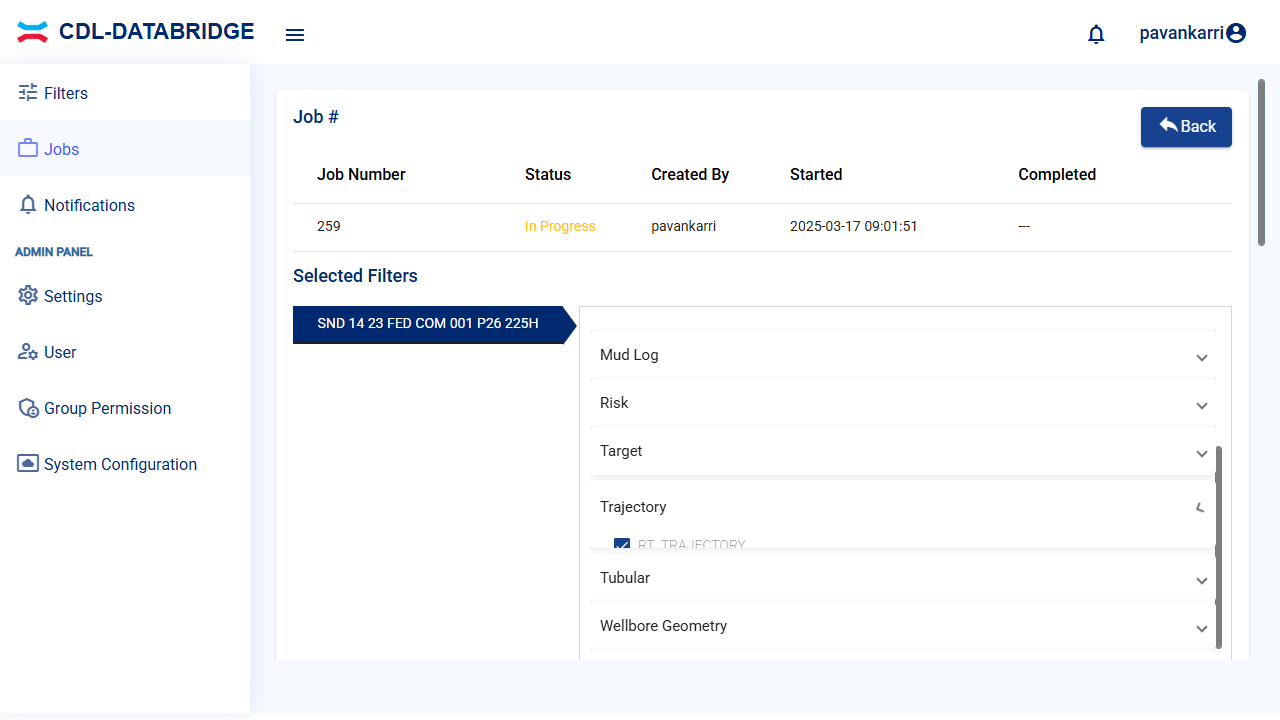 CDL-DATABRIDGE
pavankarri
Filters
Jobs
Notifications
ADMIN PANEL
Settings
User
Group Permission
System Configuration
Job #
Back
Job Number Status Created By Started Completed
259 In Progress pavankarri 2025-03-17 09:01:51 ---
Selected Filters
SND 14 23 FED COM 001 P26 225H
Mud Log
Risk
Target
Trajectory
RT_TRAJECTORY
Tubular
Wellbore Geometry